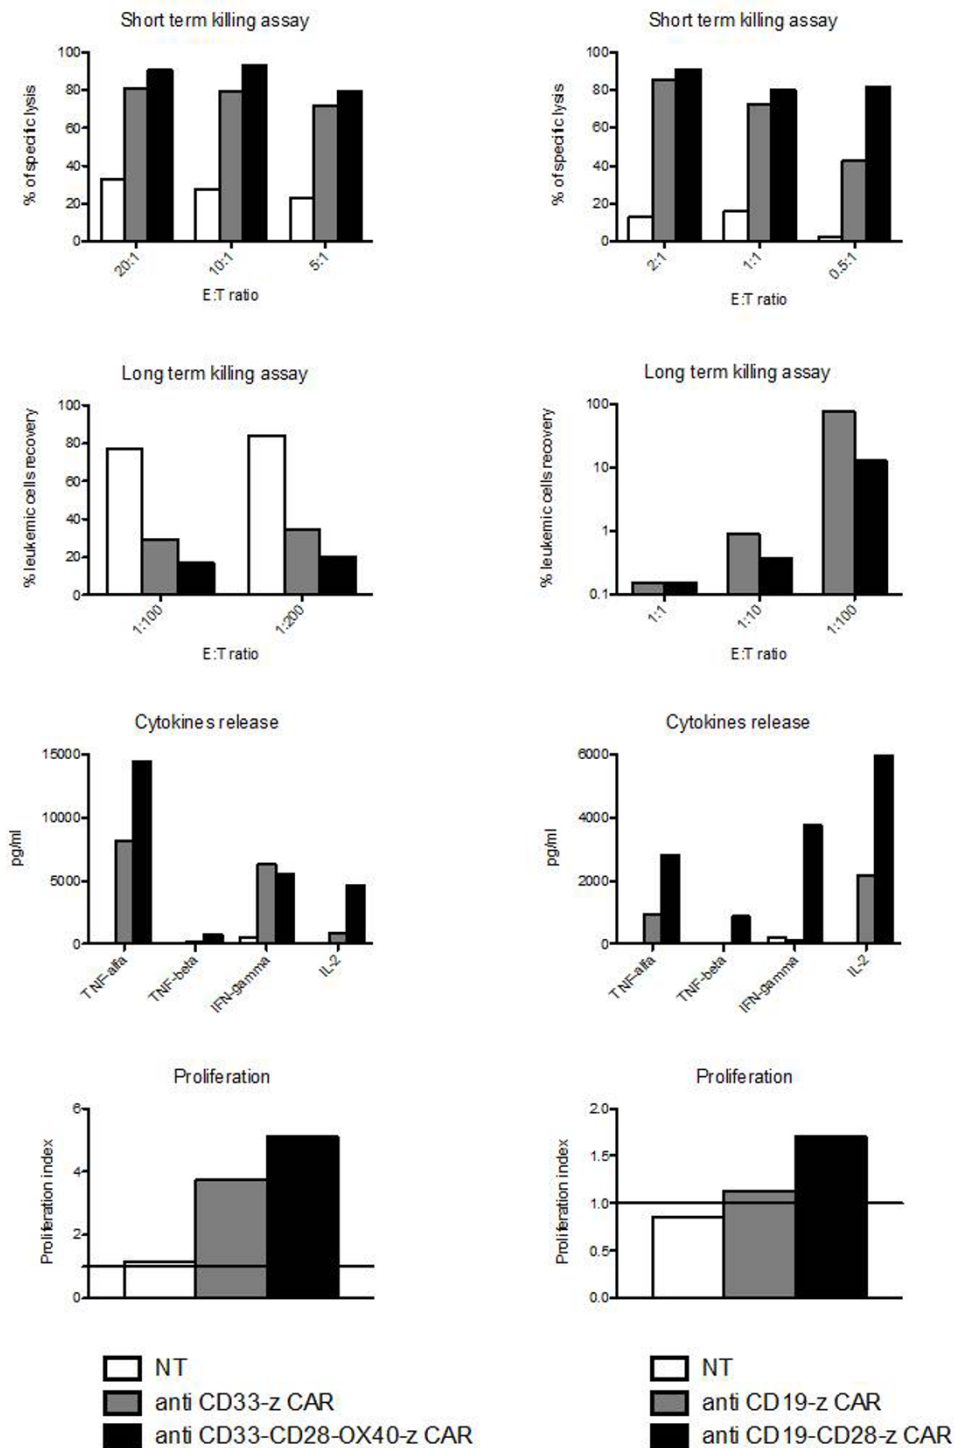 Short term killing assay
% of specific lysis
100
80
60
40
20
0
20:1
10:1
5:1
E:T ratio
Short term killing assay
% of specific lysis
100
80
60
40
20
0
2:1
1:1
0.5:1
E:T ratio
Long term killing assay
% leukemic cells recovery
100
80
60
40
20
0
1:100
1:200
E:T ratio
Long term killing assay
% leukemic cells recovery
100
10
1
0.1
1:1
1:10
1:100
E:T ratio
Cytokines release
pg/ml
15000
10000
5000
0
TNF-alfa
TNF-beta
IFN-gamma
IL-2
Cytokines release
pg/ml
6000
4000
2000
0
TNF-alfa
TNF-beta
IFN-gamma
IL-2
Proliferation
Proliferation index
6
4
2
0
Proliferation
Proliferation index
2.0
1.5
1.0
0.5
0.0
NT
anti CD33-z CAR
anti CD33-CD28-OX40-z CAR
NT
anti CD19-z CAR
anti CD19-CD28-z CAR